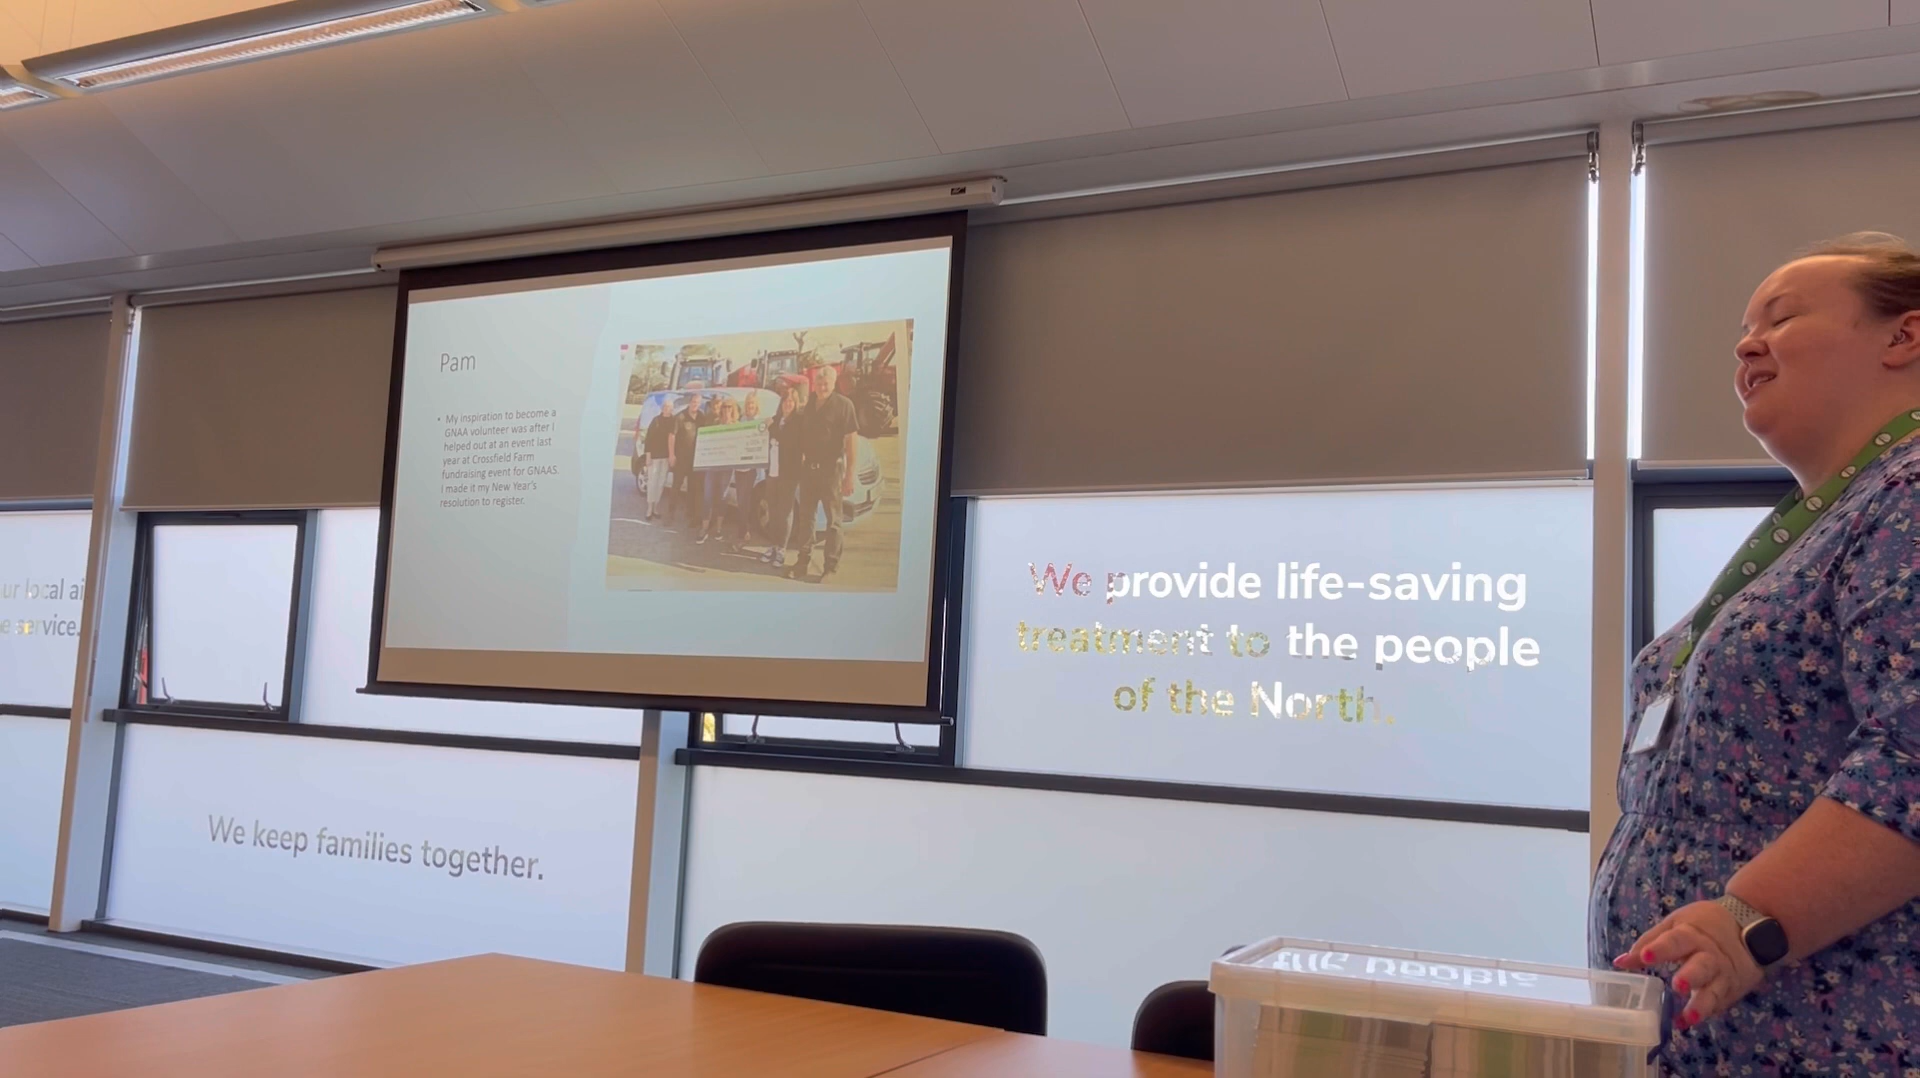 Pam
• My inspiration to become a
GNAA volunteer was after I
helped out at an event last
year at Crossfield Farm
fundraising event for GNAAS.
I made it my New Year's
resolution to register.
ur local ai
e service.
We keep families together.
We provide life-saving
treatment to the people
of the North.
the people